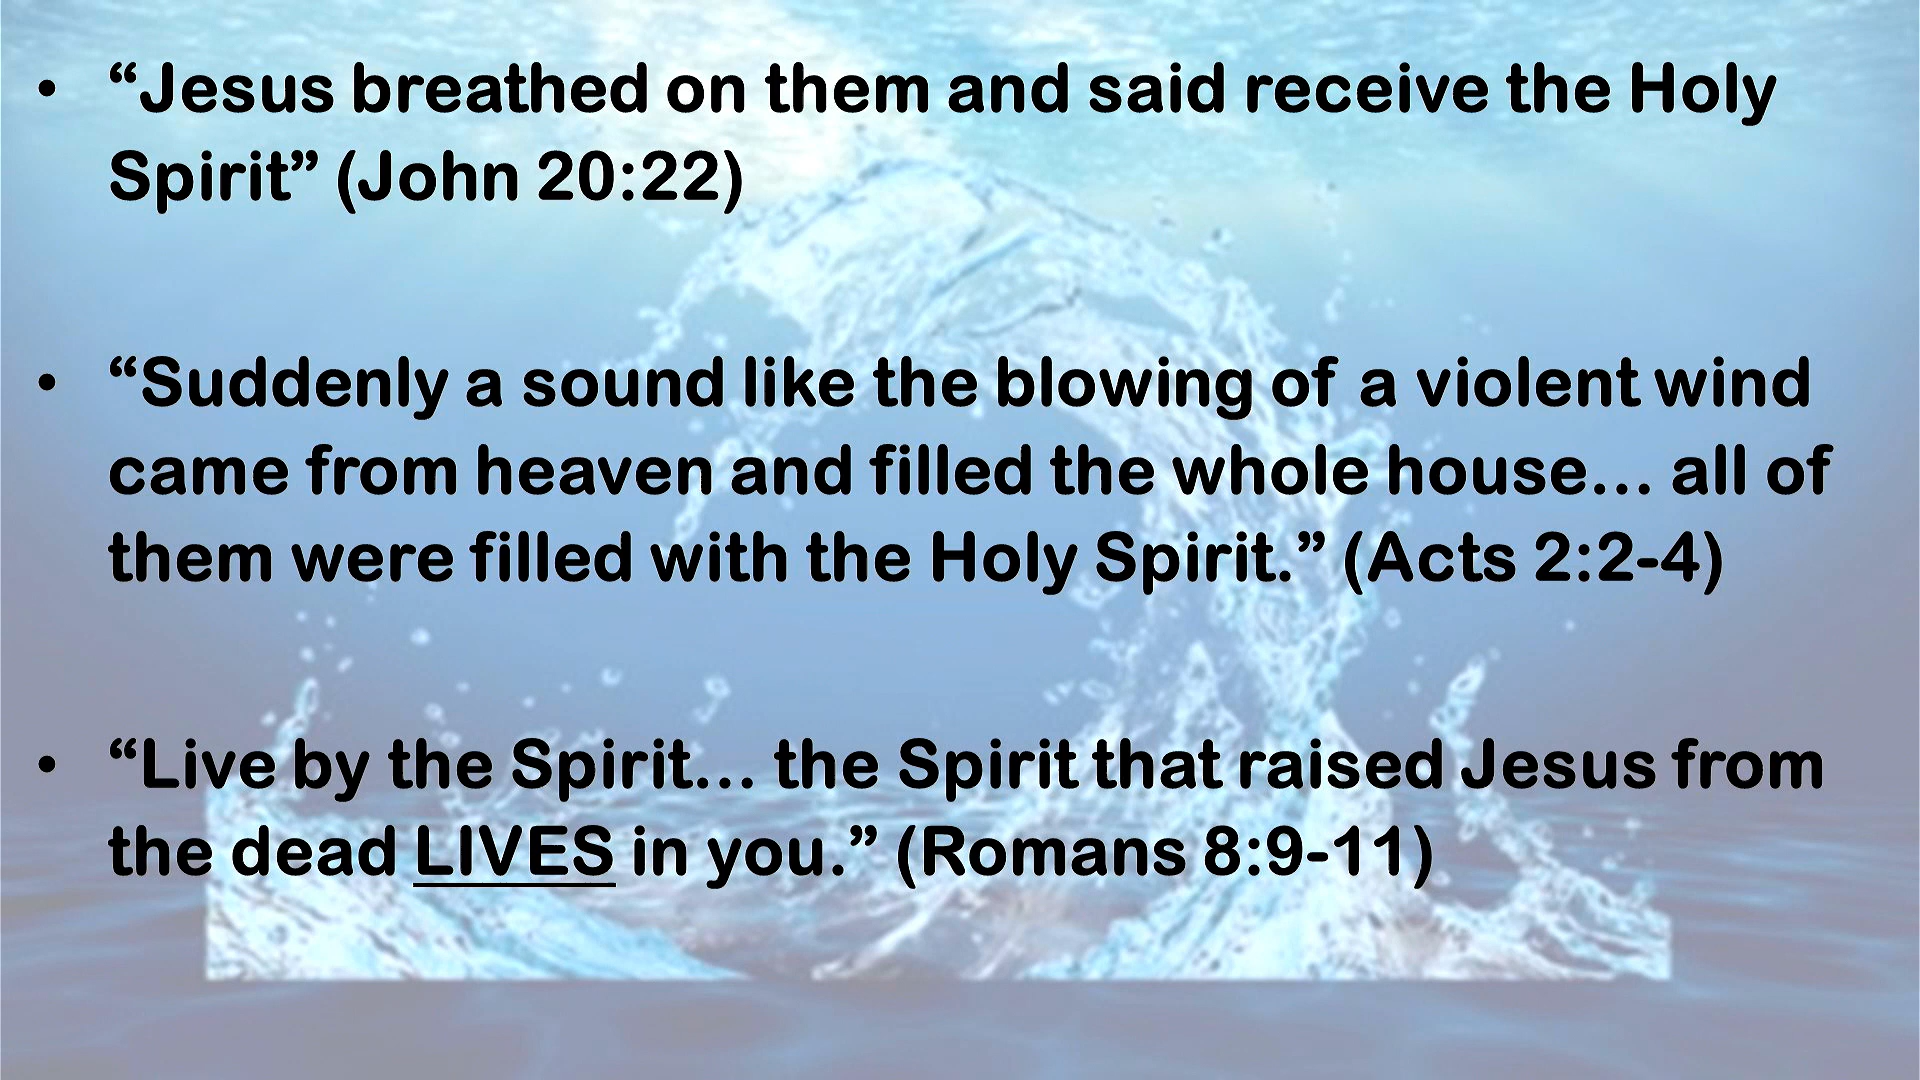 • “Jesus breathed on them and said receive the Holy
Spirit” (John 20:22)
• “Suddenly a sound like the blowing of a violent wind
came from heaven and filled the whole house… all of
them were filled with the Holy Spirit.” (Acts 2:2-4)
• “Live by the Spirit… the Spirit that raised Jesus from
the dead LIVES in you.” (Romans 8:9-11)